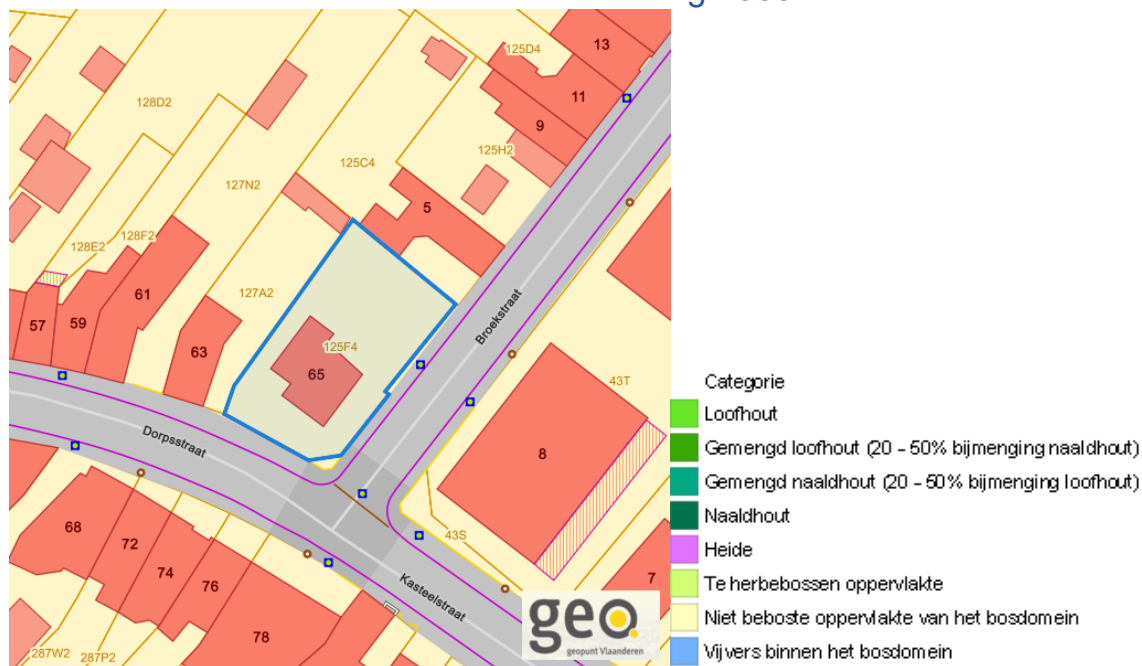 13
125D4
11
128D2
9
125H2
125C4
127N2
5
128F2
128E2
61
127A2
57
59
63
125F4
65
Broekstraat
43T
Dorpsstraat
8
68
72
74
76
78
43S
Kasteelstraat
7
287W2
287P2
geo.
geopunt Vlaanderen
Categorie
Loofhout
Gemengd loofhout (20 - 50% bijmenging naaldhout)
Gemengd naaldhout (20 - 50% bijmenging loofhout)
Naaldhout
Heide
Te herbebossen oppervlakte
Niet beboste oppervlakte van het bosdomein
Vijvers binnen het bosdomein